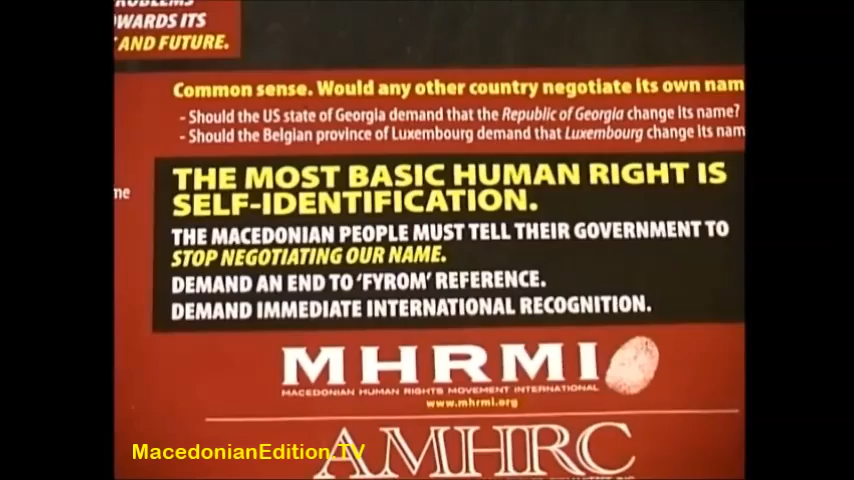 ROBLEMS
WARDS ITS
AND FUTURE.
Common sense. Would any other country negotiate its own nam
- Should the US state of Georgia demand that the Republic of Georgia change its name?
- Should the Belgian province of Luxembourg demand that Luxembourg change its nam
me
THE MOST BASIC HUMAN RIGHT IS
SELF-IDENTIFICATION.
THE MACEDONIAN PEOPLE MUST TELL THEIR GOVERNMENT TO
STOP NEGOTIATING OUR NAME.
DEMAND AN END TO 'FYROM' REFERENCE.
DEMAND IMMEDIATE INTERNATIONAL RECOGNITION.
MHRMI
MACEDONIAN HUMAN RIGHTS MOVEMENT INTERNATIONAL
www.mhrmi.org
AMHRC
MacedonianEdition.TV